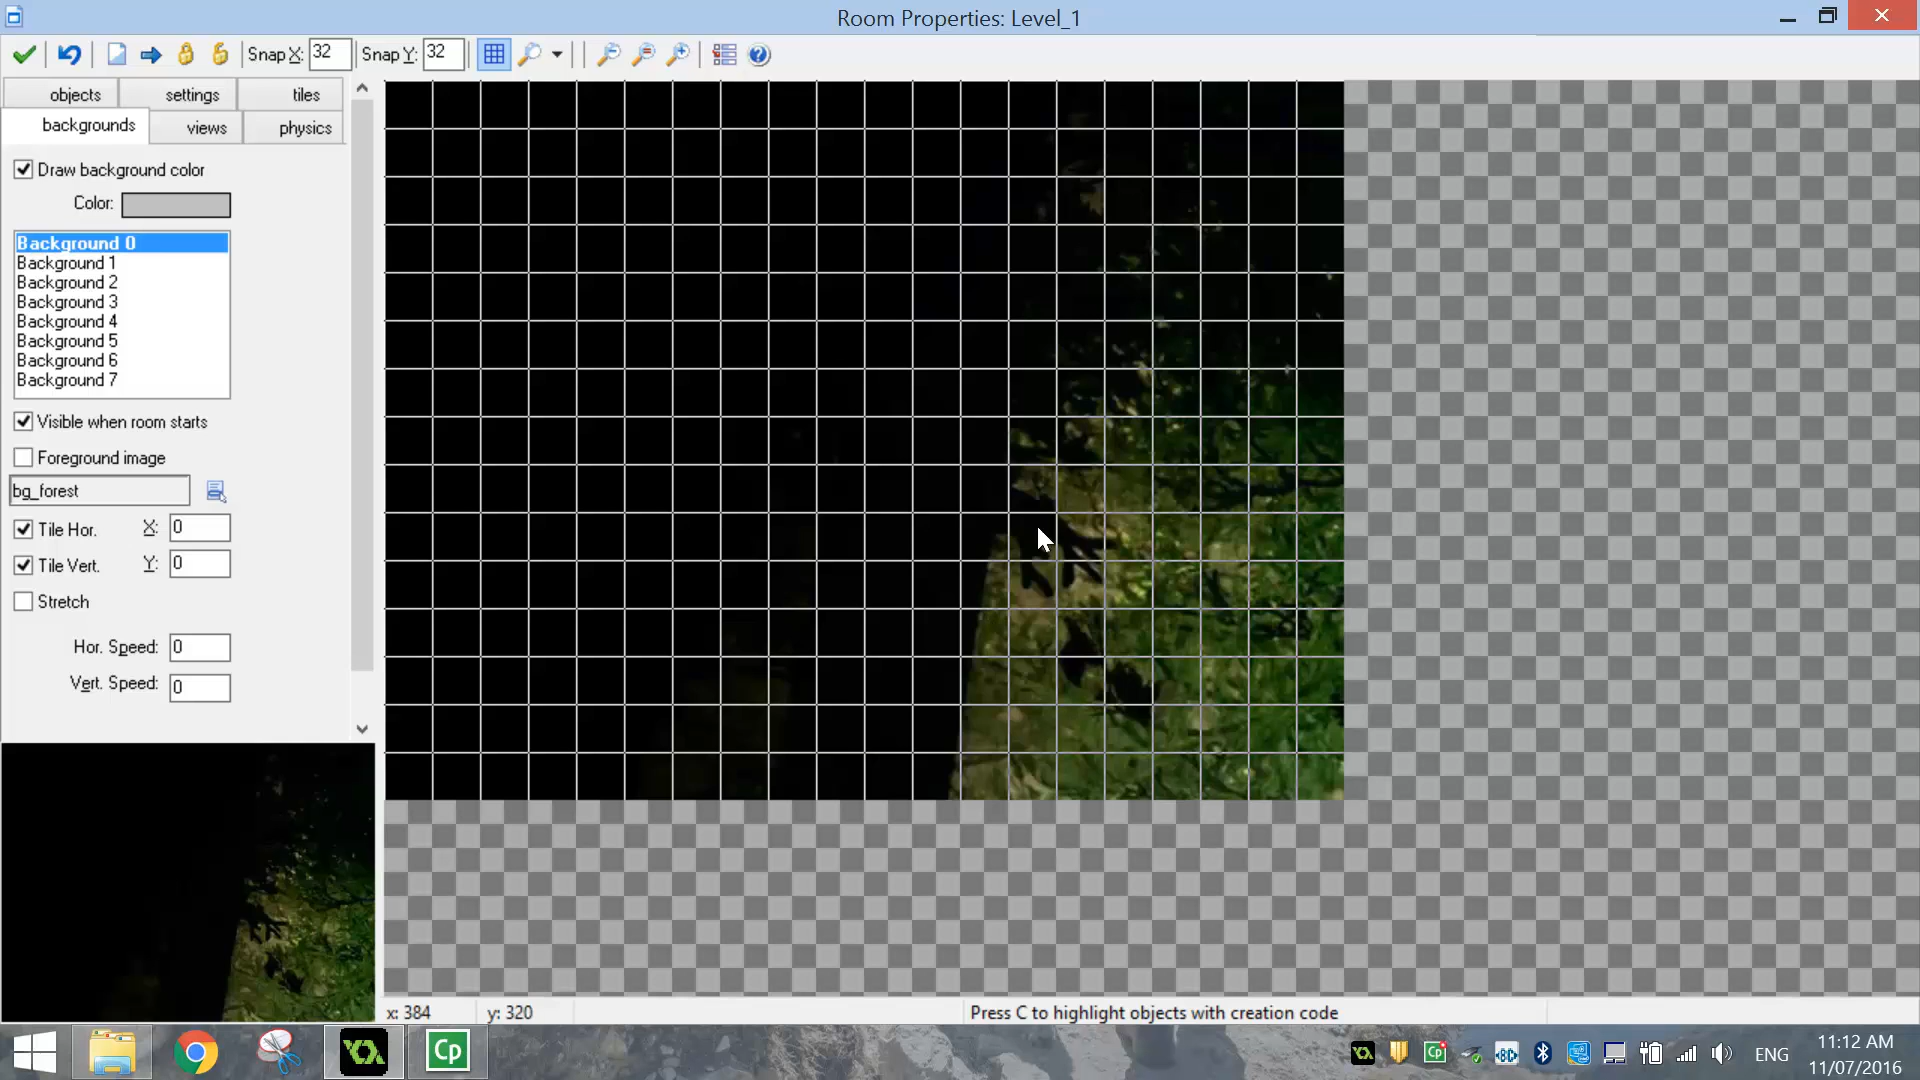 Room Properties: Level_1
Snap X: 32 Snap Y: 32
objects settings tiles
backgrounds views physics
Draw background color
Color:
Background 0
Background 1
Background 2
Background 3
Background 4
Background 5
Background 6
Background 7
Visible when room starts
Foreground image
bg_forest
Tile Hor. X: 0
Tile Vert. Y: 0
Stretch
Hor. Speed: 0
Vert. Speed: 0
x: 384 y: 320 Press C to highlight objects with creation code
Cp
Cp
ENG
11:12 AM
11/07/2016